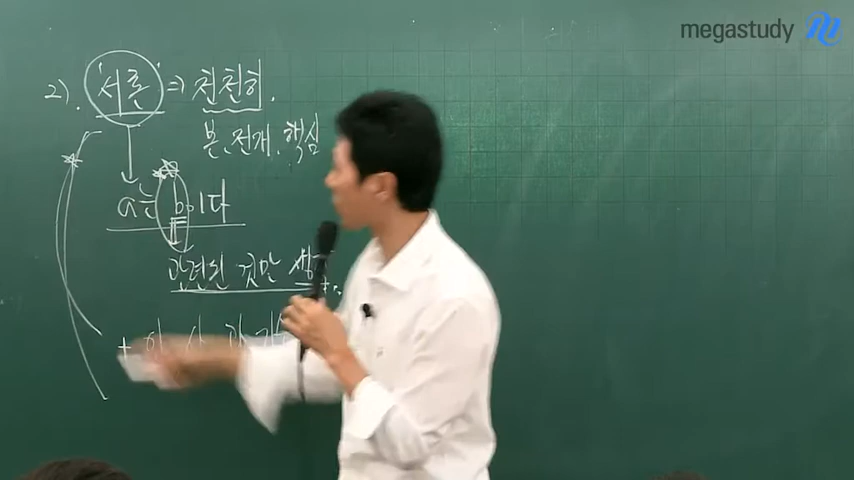 megastudy
2). '서론' ⇒ 천천히.
본.전개.핵심
a는 b이다
관련된 것만
+